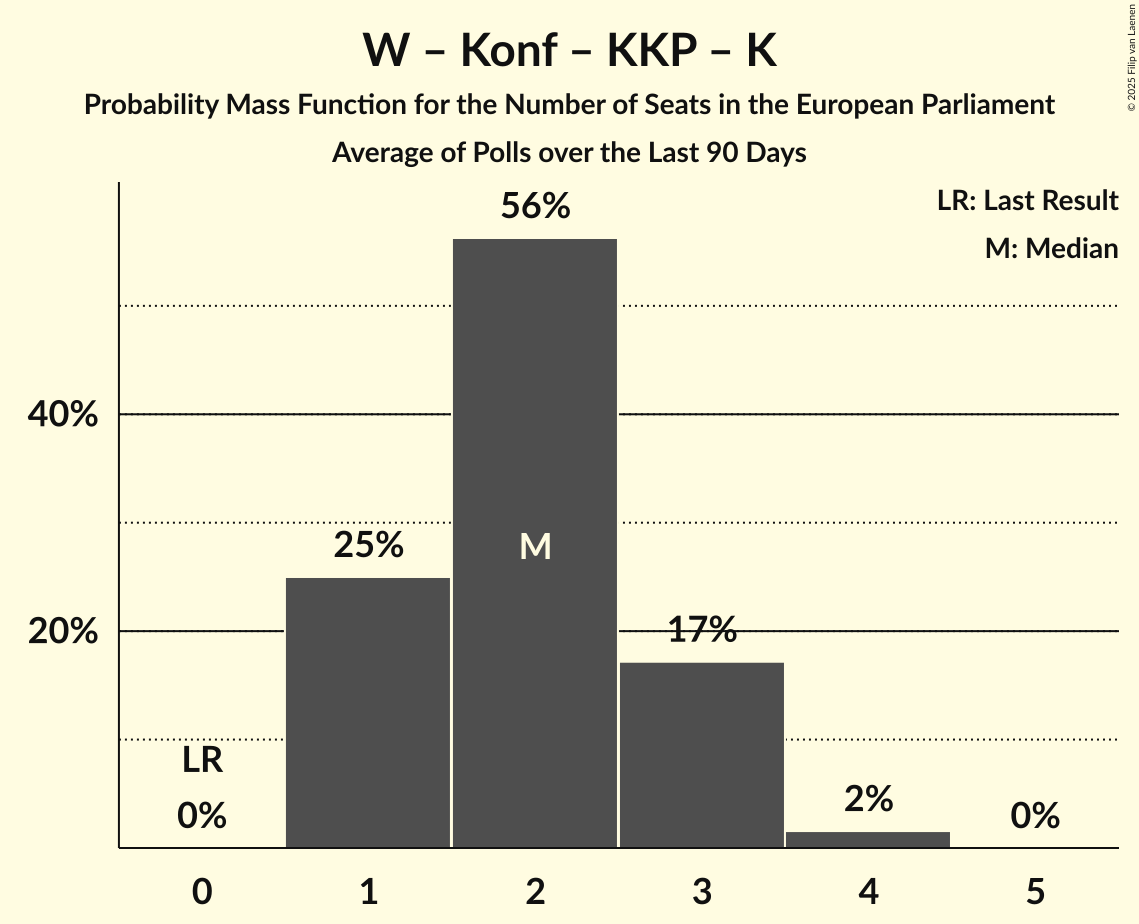 W – Konf – KKP – K
Probability Mass Function for the Number of Seats in the European Parliament
Average of Polls over the Last 90 Days
© 2025 Filip van Laenen
LR: Last Result
M: Median
56%
40%
25%
M
20%
17%
LR
0%
2%
0%
0 1 2 3 4 5